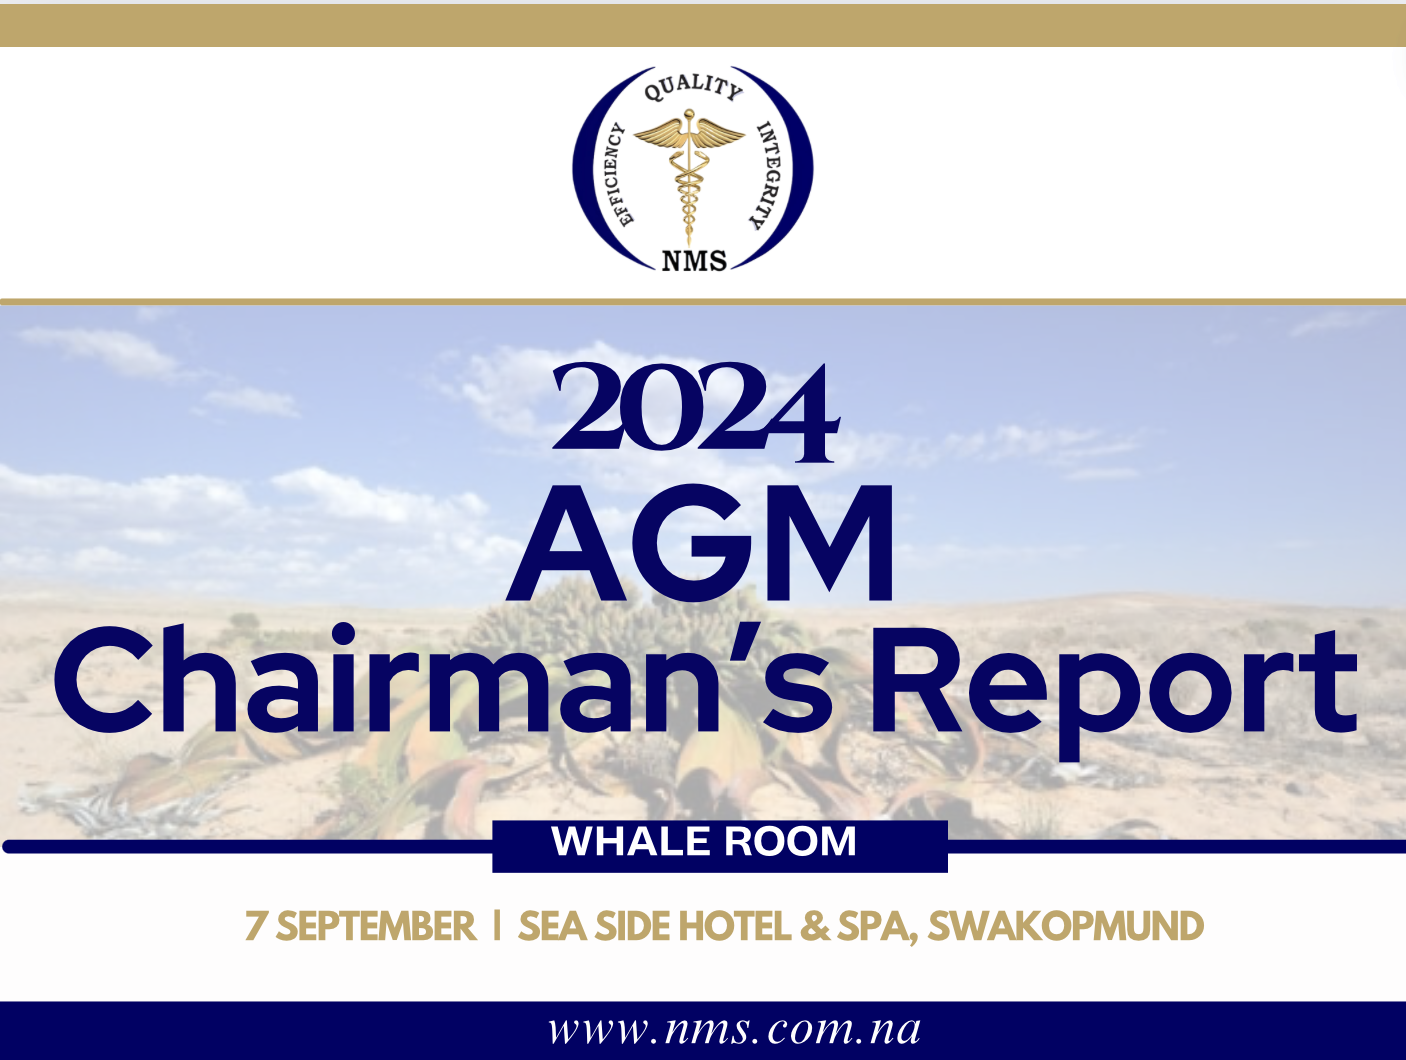 QUALITY
EFFICIENCY
INTEGRITY
NMS
2024
AGM
Chairman’s Report
WHALE ROOM
7 SEPTEMBER | SEA SIDE HOTEL & SPA, SWAKOPMUND
www.nms.com.na